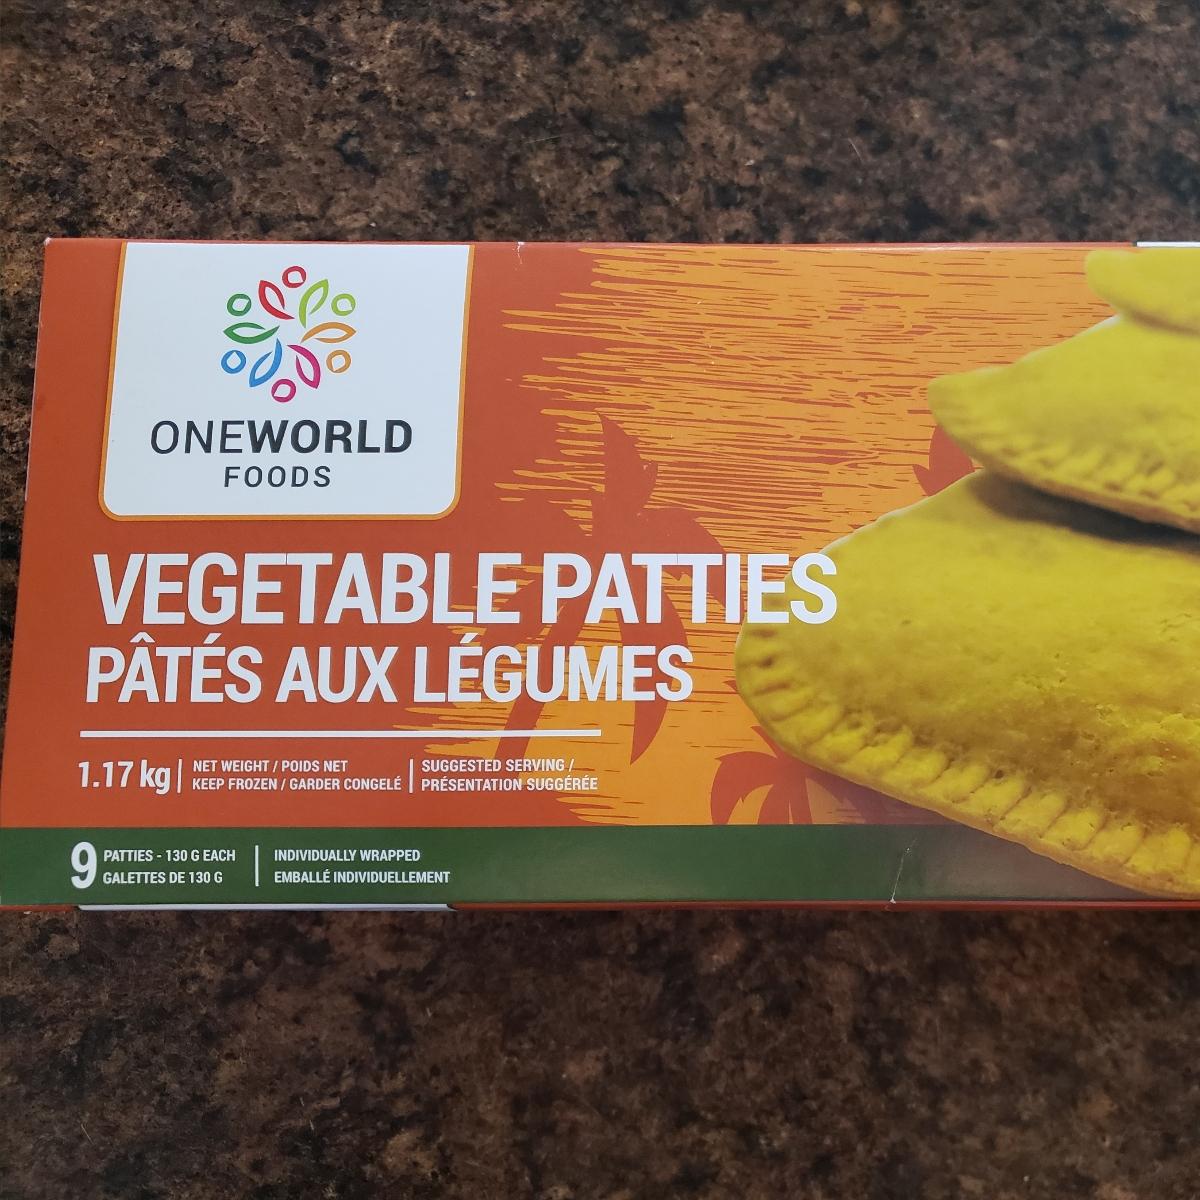 ONEWORLD
FOODS
VEGETABLE PATTIES
PÂTÉS AUX LÉGUMES
1.17 kg
NET WEIGHT / POIDS NET
KEEP FROZEN / GARDER CONGELÉ
SUGGESTED SERVING /
PRÉSENTATION SUGGÉRÉE
9
PATTIES - 130 G EACH
GALETTES DE 130 G
INDIVIDUALLY WRAPPED
EMBALLÉ INDIVIDUELLEMENT